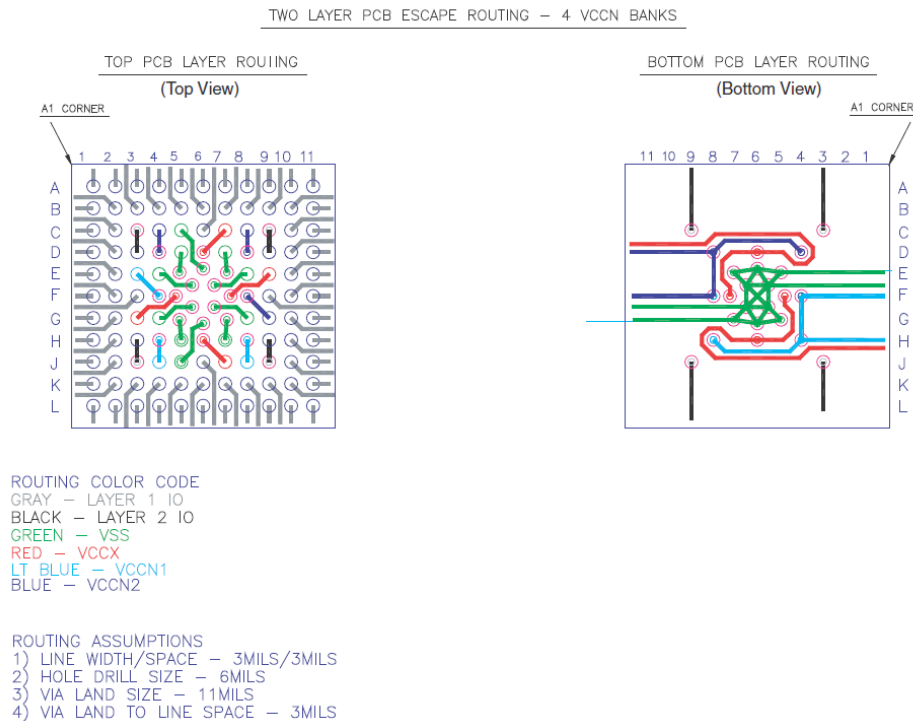 TWO LAYER PCB ESCAPE ROUTING – 4 VCCN BANKS
TOP PCB LAYER ROUIING
(Top View)
A1 CORNER
1 2 3 4 5 6 7 8 9 10 11
A
B
C
D
E
F
G
H
J
K
L
BOTTOM PCB LAYER ROUTING
(Bottom View)
A1 CORNER
11 10 9 8 7 6 5 4 3 2 1
A
B
C
D
E
F
G
H
J
K
L
ROUTING COLOR CODE
GRAY – LAYER 1 IO
BLACK – LAYER 2 IO
GREEN – VSS
RED – VCCX
LT BLUE – VCCN1
BLUE – VCCN2
ROUTING ASSUMPTIONS
1) LINE WIDTH/SPACE – 3MILS/3MILS
2) HOLE DRILL SIZE – 6MILS
3) VIA LAND SIZE – 11MILS
4) VIA LAND TO LINE SPACE – 3MILS